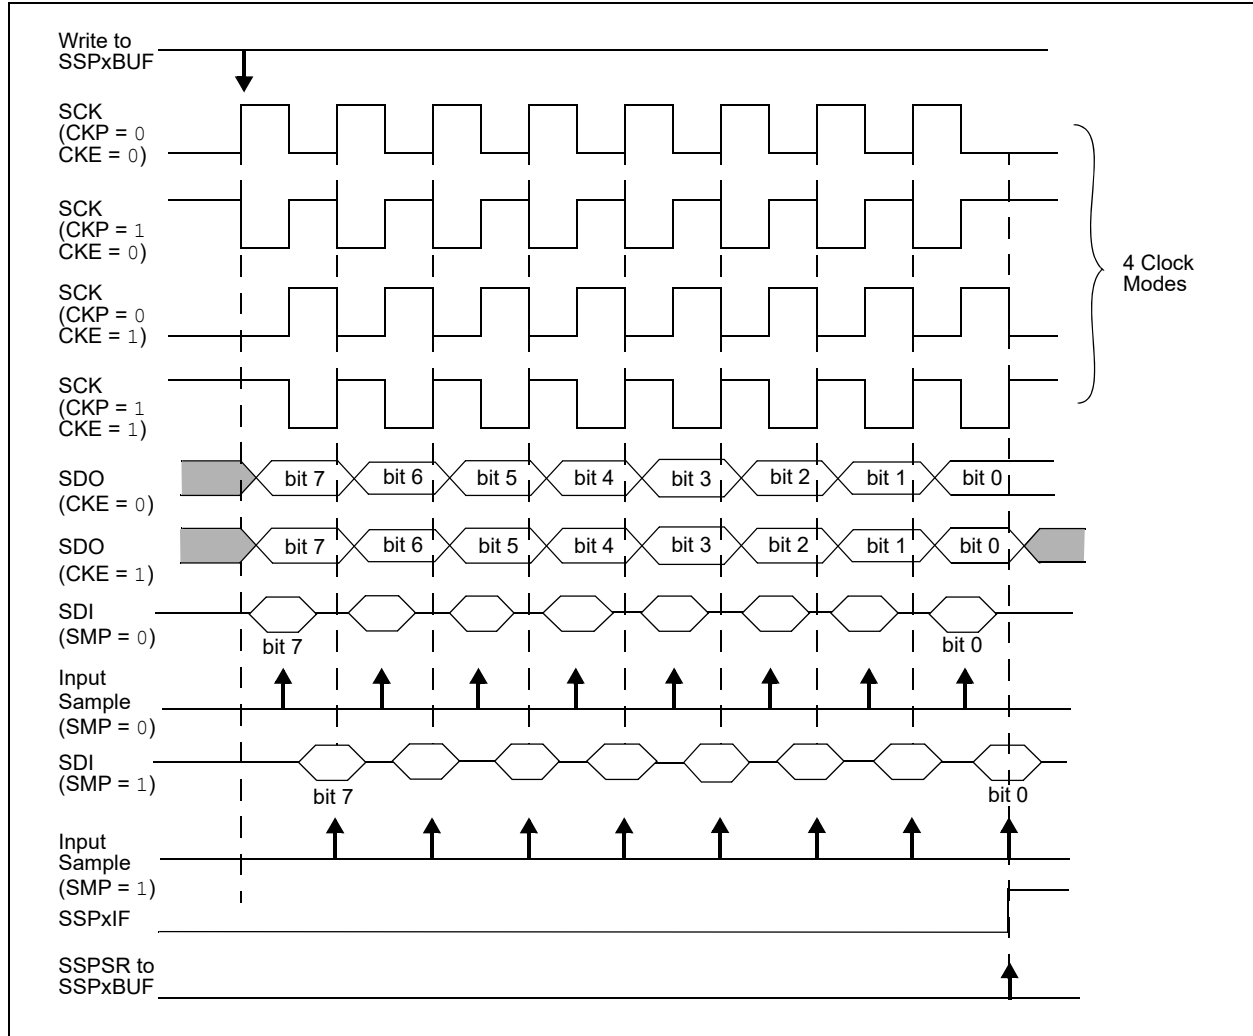 Write to
SSPxBUF
SCK
(CKP = 0
CKE = 0)
SCK
(CKP = 1
CKE = 0)
4 Clock
Modes
SCK
(CKP = 0
CKE = 1)
SCK
(CKP = 1
CKE = 1)
SDO
(CKE = 0)
bit 7 bit 6 bit 5 bit 4 bit 3 bit 2 bit 1 bit 0
SDO
(CKE = 1)
bit 7 bit 6 bit 5 bit 4 bit 3 bit 2 bit 1 bit 0
SDI
(SMP = 0)
bit 7 bit 0
Input
Sample
(SMP = 0)
SDI
(SMP = 1)
bit 7 bit 0
Input
Sample
(SMP = 1)
SSPxIF
SSPSR to
SSPxBUF